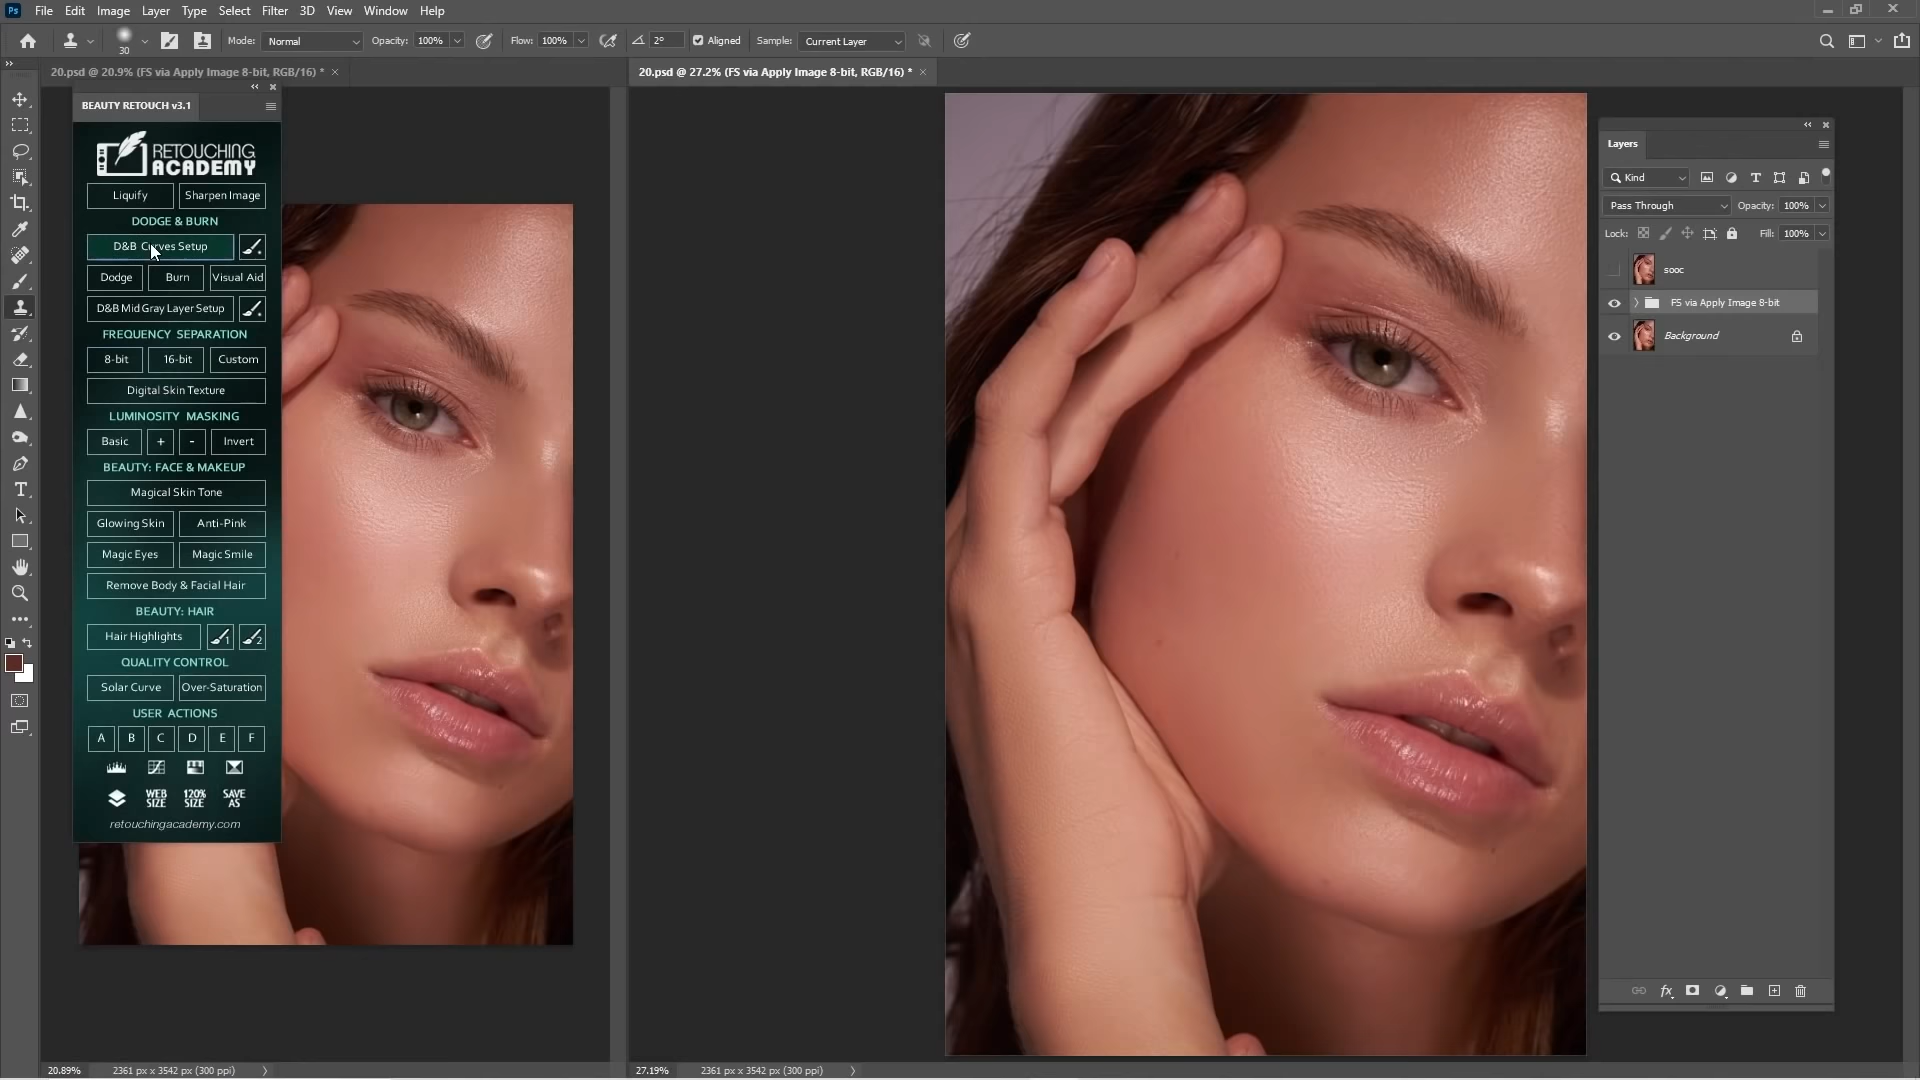 Ps File Edit Image Layer Type Select Filter 3D View Window Help
30 Mode: Normal Opacity: 100% Flow: 100% 2° Aligned Sample: Current Layer
20.psd @ 20.9% (FS via Apply Image 8-bit, RGB/16) *
20.psd @ 27.2% (FS via Apply Image 8-bit, RGB/16) *
BEAUTY RETOUCH v3.1
RETOUCHING
ACADEMY
Liquify Sharpen Image
DODGE & BURN
D&B Curves Setup
Dodge Burn Visual Aid
D&B Mid Gray Layer Setup
FREQUENCY SEPARATION
8-bit 16-bit Custom
Digital Skin Texture
LUMINOSITY MASKING
Basic + - Invert
BEAUTY: FACE & MAKEUP
Magical Skin Tone
Glowing Skin Anti-Pink
Magic Eyes Magic Smile
Remove Body & Facial Hair
BEAUTY: HAIR
Hair Highlights 1 2
QUALITY CONTROL
Solar Curve Over-Saturation
USER ACTIONS
A B C D E F
WEB SIZE 120% SIZE SAVE AS
retouchingacademy.com
Layers
Kind
Pass Through Opacity: 100%
Lock: Fill: 100%
sooc
FS via Apply Image 8-bit
Background
fx
20.89% 2361 px x 3542 px (300 ppi)
27.19% 2361 px x 3542 px (300 ppi)